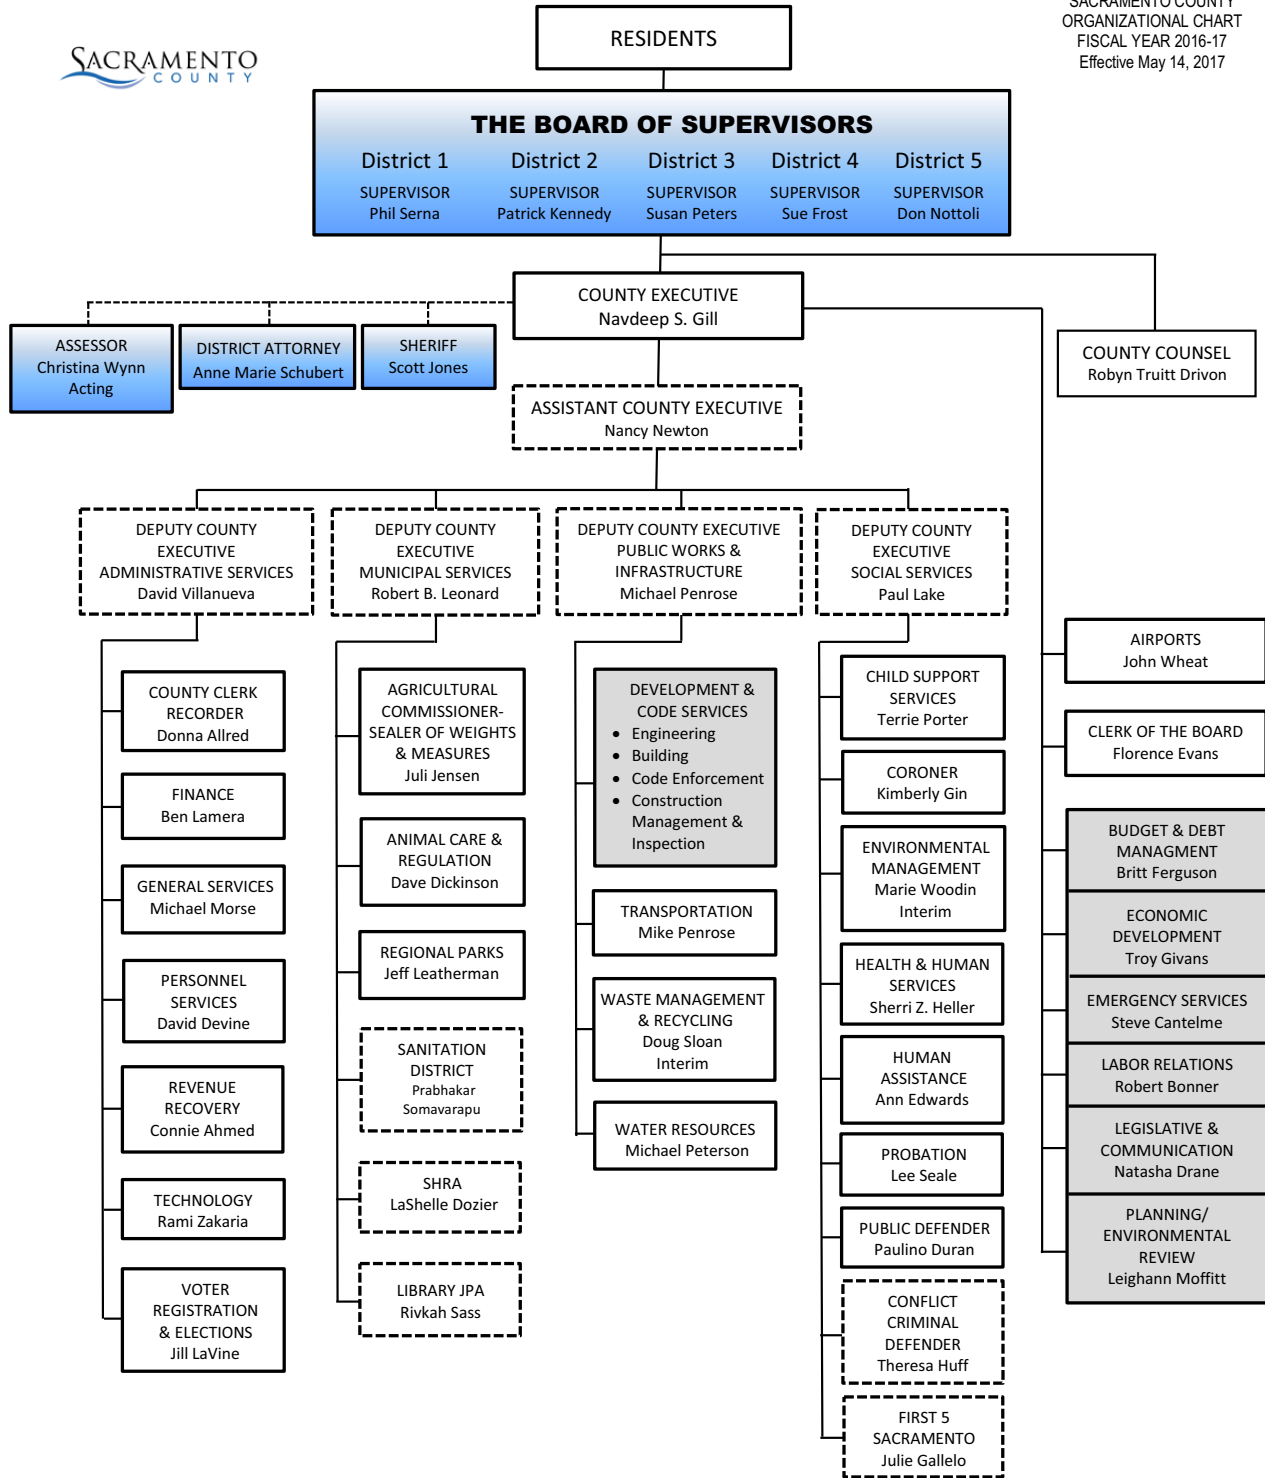 SACRAMENTO COUNTY
ORGANIZATIONAL CHART
FISCAL YEAR 2016-17
Effective May 14, 2017
SACRAMENTO
COUNTY
RESIDENTS
THE BOARD OF SUPERVISORS
District 1
SUPERVISOR
Phil Serna
District 2
SUPERVISOR
Patrick Kennedy
District 3
SUPERVISOR
Susan Peters
District 4
SUPERVISOR
Sue Frost
District 5
SUPERVISOR
Don Nottoli
COUNTY EXECUTIVE
Navdeep S. Gill
ASSESSOR
Christina Wynn
Acting
DISTRICT ATTORNEY
Anne Marie Schubert
SHERIFF
Scott Jones
COUNTY COUNSEL
Robyn Truitt Drivon
ASSISTANT COUNTY EXECUTIVE
Nancy Newton
DEPUTY COUNTY
EXECUTIVE
ADMINISTRATIVE SERVICES
David Villanueva
DEPUTY COUNTY
EXECUTIVE
MUNICIPAL SERVICES
Robert B. Leonard
DEPUTY COUNTY EXECUTIVE
PUBLIC WORKS &
INFRASTRUCTURE
Michael Penrose
DEPUTY COUNTY
EXECUTIVE
SOCIAL SERVICES
Paul Lake
COUNTY CLERK
RECORDER
Donna Allred
FINANCE
Ben Lamera
GENERAL SERVICES
Michael Morse
PERSONNEL
SERVICES
David Devine
REVENUE
RECOVERY
Connie Ahmed
TECHNOLOGY
Rami Zakaria
VOTER
REGISTRATION
& ELECTIONS
Jill LaVine
AGRICULTURAL
COMMISSIONER-
SEALER OF WEIGHTS
& MEASURES
Juli Jensen
ANIMAL CARE &
REGULATION
Dave Dickinson
REGIONAL PARKS
Jeff Leatherman
SANITATION
DISTRICT
Prabhakar
Somavarapu
SHRA
LaShelle Dozier
LIBRARY JPA
Rivkah Sass
DEVELOPMENT &
CODE SERVICES
• Engineering
• Building
• Code Enforcement
• Construction
Management &
Inspection
TRANSPORTATION
Mike Penrose
WASTE MANAGEMENT
& RECYCLING
Doug Sloan
Interim
WATER RESOURCES
Michael Peterson
CHILD SUPPORT
SERVICES
Terrie Porter
CORONER
Kimberly Gin
ENVIRONMENTAL
MANAGEMENT
Marie Woodin
Interim
HEALTH & HUMAN
SERVICES
Sherri Z. Heller
HUMAN
ASSISTANCE
Ann Edwards
PROBATION
Lee Seale
PUBLIC DEFENDER
Paulino Duran
CONFLICT
CRIMINAL
DEFENDER
Theresa Huff
FIRST 5
SACRAMENTO
Julie Gallelo
AIRPORTS
John Wheat
CLERK OF THE BOARD
Florence Evans
BUDGET & DEBT
MANAGMENT
Britt Ferguson
ECONOMIC
DEVELOPMENT
Troy Givans
EMERGENCY SERVICES
Steve Cantelme
LABOR RELATIONS
Robert Bonner
LEGISLATIVE &
COMMUNICATION
Natasha Drane
PLANNING/
ENVIRONMENTAL
REVIEW
Leighann Moffitt